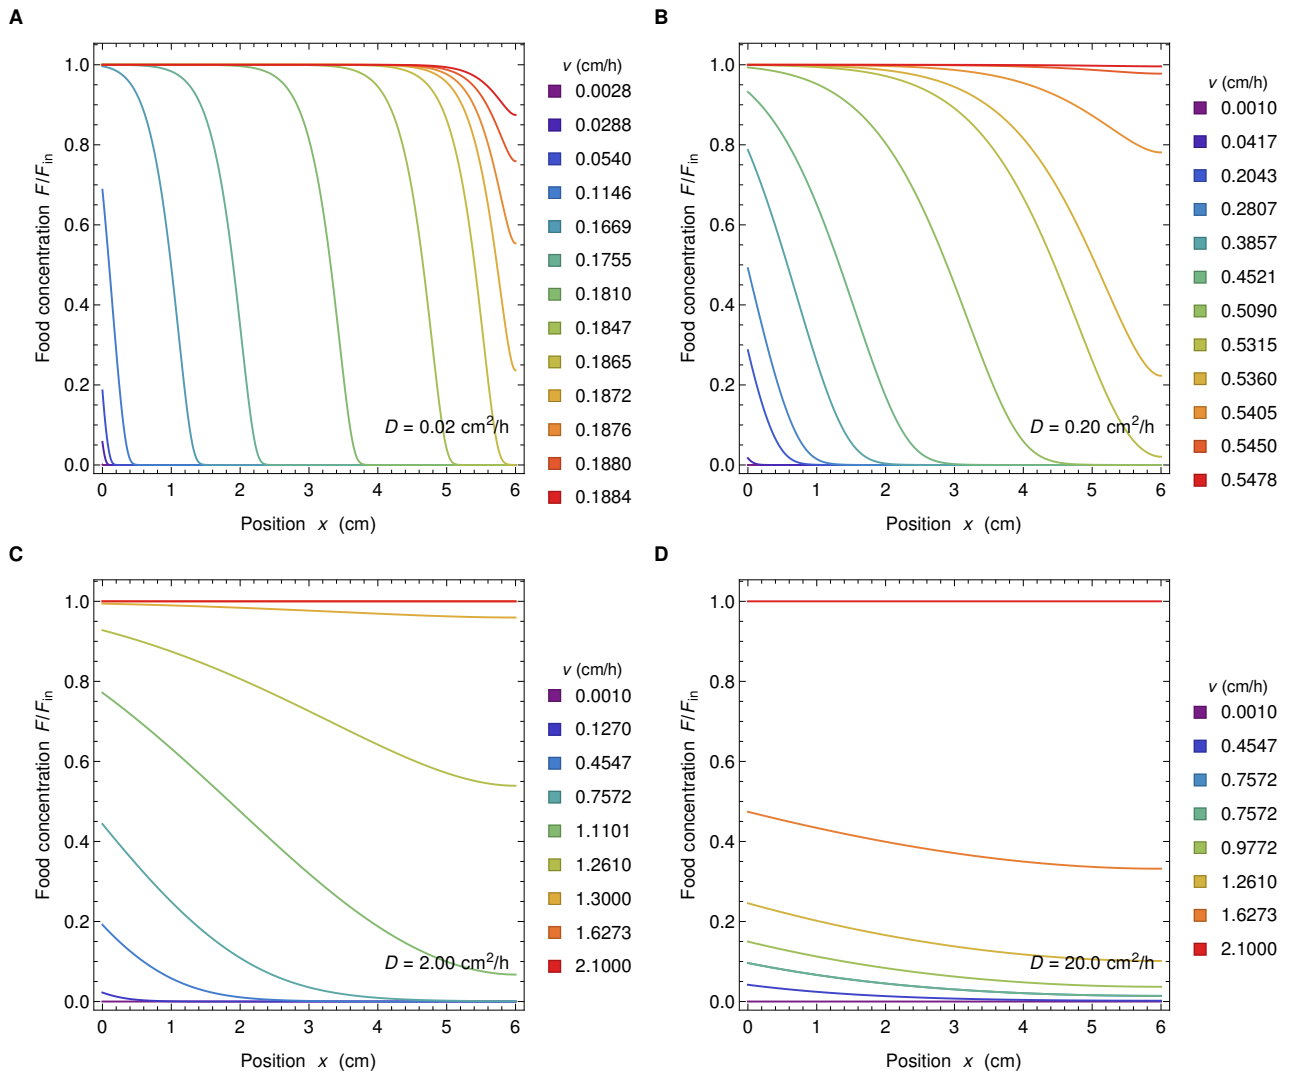 A
Food concentration F/Fin
1.0
0.8
0.6
0.4
0.2
0.0
D = 0.02 cm²/h
0 1 2 3 4 5 6
Position x (cm)
v (cm/h)
0.0028
0.0288
0.0540
0.1146
0.1669
0.1755
0.1810
0.1847
0.1865
0.1872
0.1876
0.1880
0.1884
B
Food concentration F/Fin
1.0
0.8
0.6
0.4
0.2
0.0
D = 0.20 cm²/h
0 1 2 3 4 5 6
Position x (cm)
v (cm/h)
0.0010
0.0417
0.2043
0.2807
0.3857
0.4521
0.5090
0.5315
0.5360
0.5405
0.5450
0.5478
C
Food concentration F/Fin
1.0
0.8
0.6
0.4
0.2
0.0
D = 2.00 cm²/h
0 1 2 3 4 5 6
Position x (cm)
v (cm/h)
0.0010
0.1270
0.4547
0.7572
1.1101
1.2610
1.3000
1.6273
2.1000
D
Food concentration F/Fin
1.0
0.8
0.6
0.4
0.2
0.0
D = 20.0 cm²/h
0 1 2 3 4 5 6
Position x (cm)
v (cm/h)
0.0010
0.4547
0.7572
0.7572
0.9772
1.2610
1.6273
2.1000